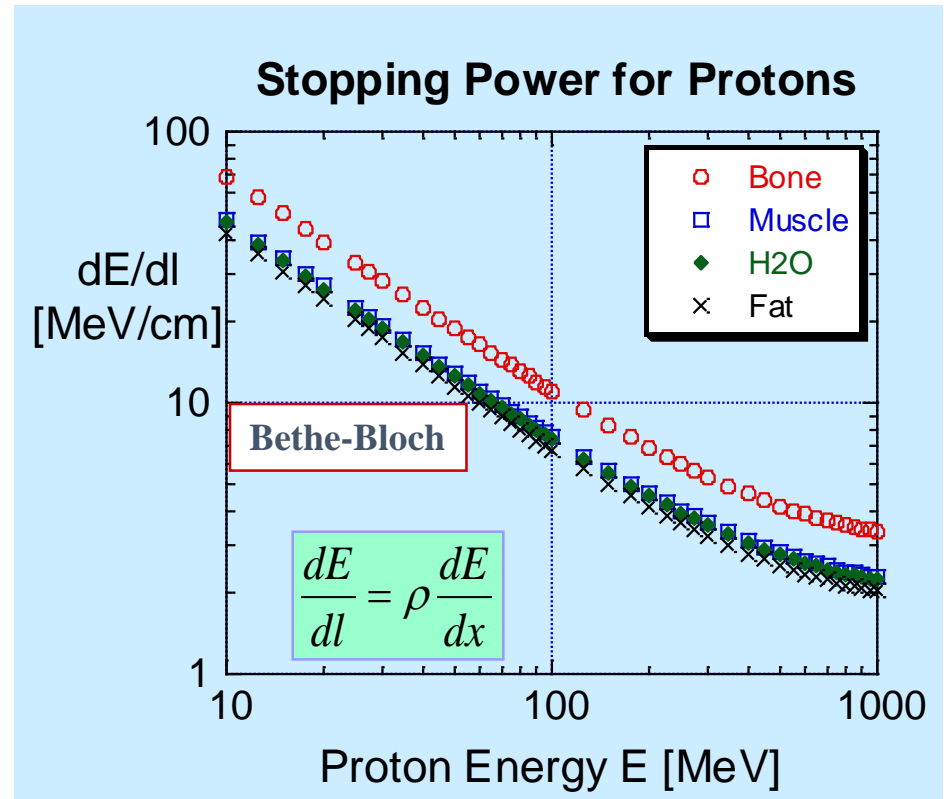 Stopping Power for Protons
100
10
1
dE/dl
[MeV/cm]
Bone
Muscle
H2O
Fat
Bethe-Bloch
dE/dl = ρ dE/dx
10
100
1000
Proton Energy E [MeV]